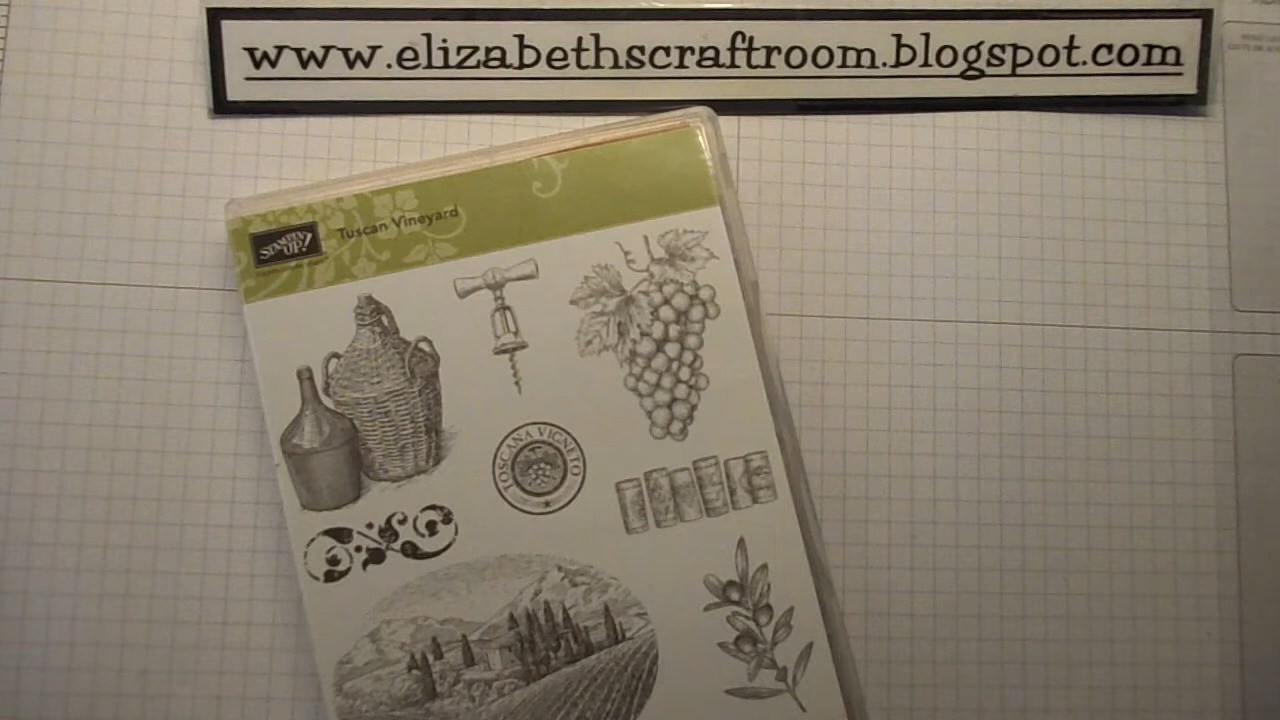 www.elizabethscraftroom.blogspot.com
STAMPIN' UP!
Tuscan Vineyard
TOSCANA VIGNETO